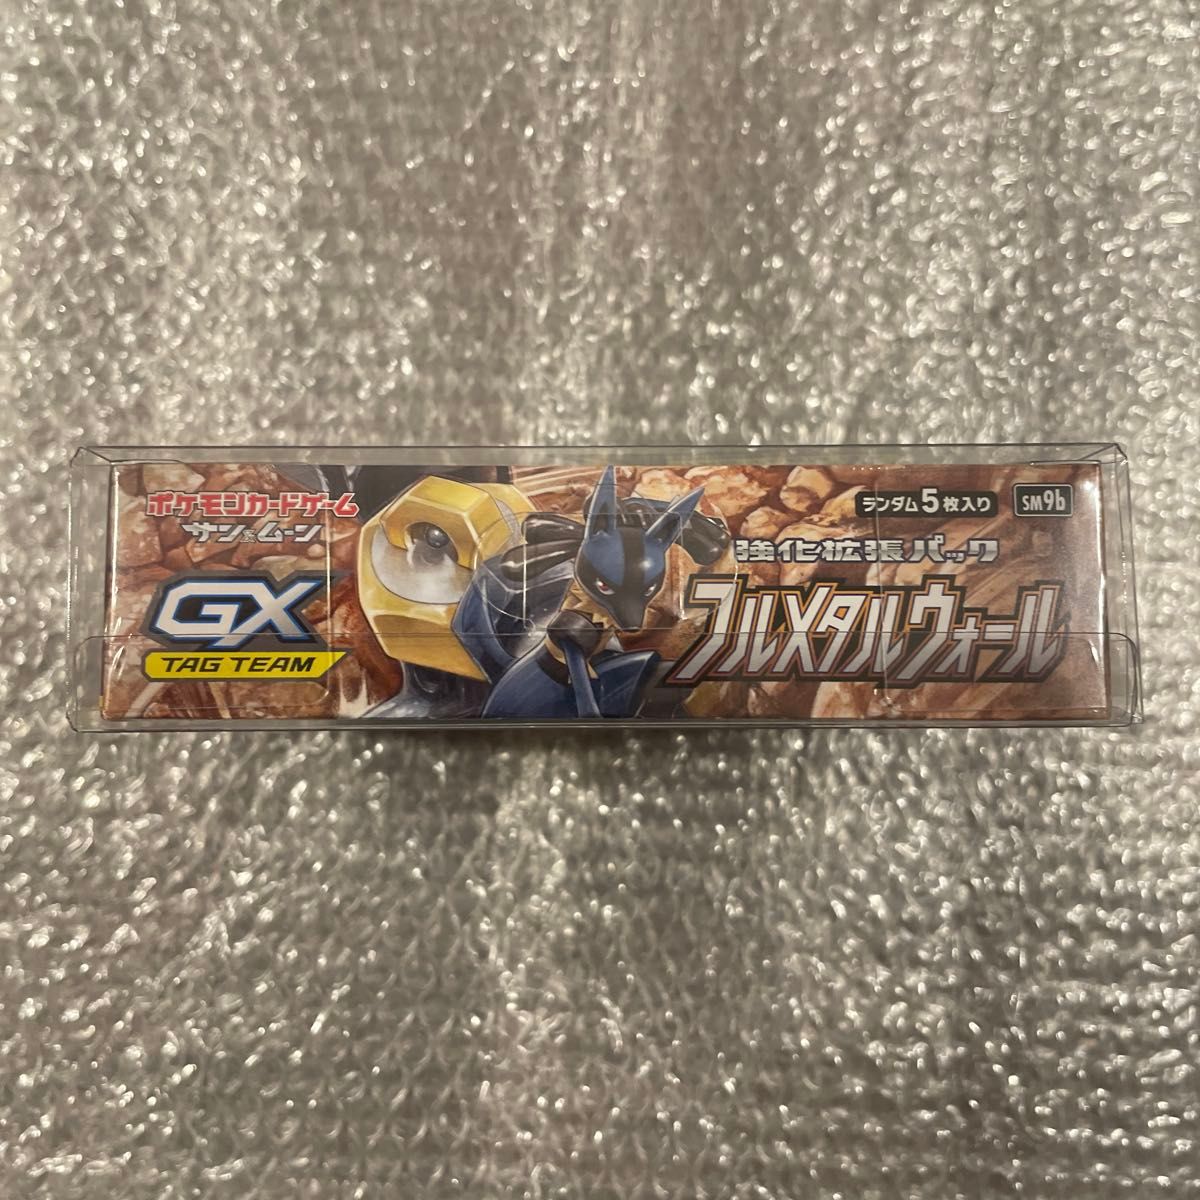 ポケモンカードゲーム
サン&ムーン
GX
TAG TEAM
ランダム5枚入り
SM9b
強化拡張パック
フルメタルウォール